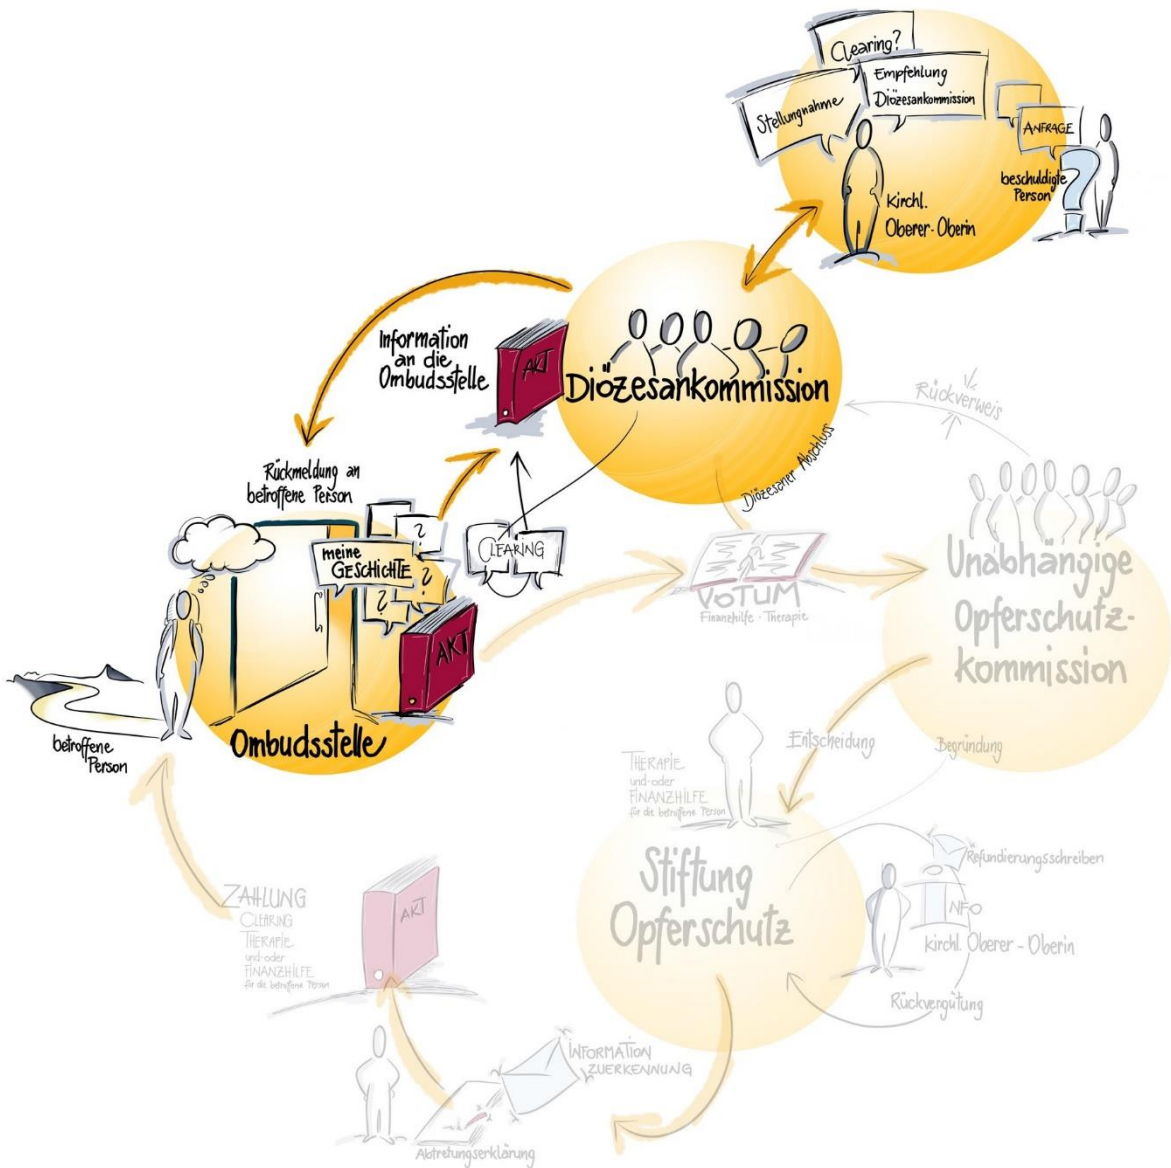 Clearing?
Empfehlung
Diözesankommission
Stellungnahme
ANFRAGE
beschuldigte
Person
?
Kirchl.
Oberer-Oberin
Information
an die
Ombudsstelle
AKT
Diözesankommission
Diözesaner Abschluss
Rückverweis
Rückmeldung an
betroffene Person
meine
GESCHICHTE
?
?
?
AKT
CLEARING
Ombudsstelle
betroffene
Person
VOTUM
Finanzhilfe - Therapie
Unabhängige
Opferschutz-
kommission
Entscheidung
Begründung
THERAPIE
und-oder
FINANZHILFE
für die betroffene Person
Stiftung
Opferschutz
Refundierungsschreiben
INFO
kirchl. Oberer - Oberin
Rückvergütung
ZAHLUNG
CLEARING
THERAPIE
und-oder
FINANZHILFE
für die betroffene Person
AKT
INFORMATION
ZUERKENNUNG
Abtretungserklärung